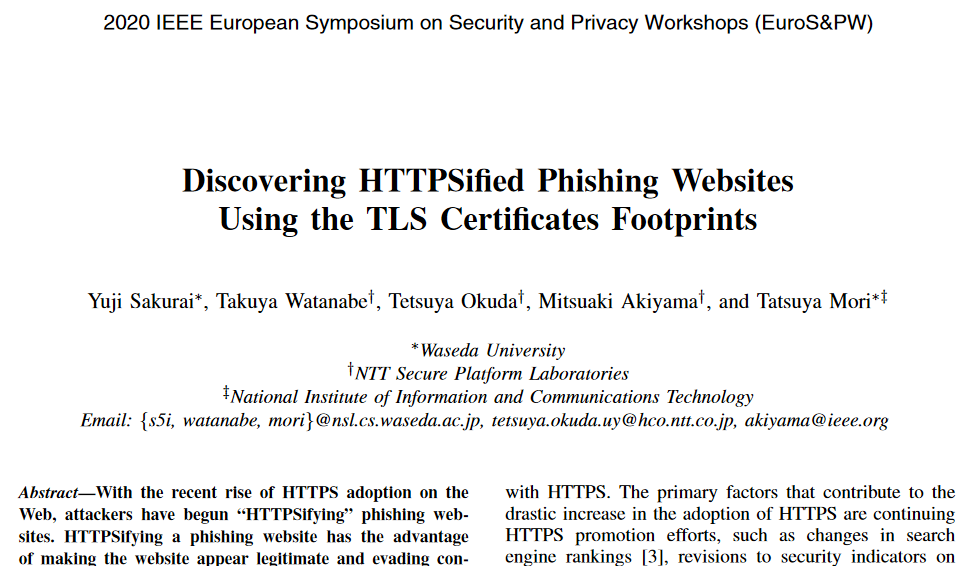 2020 IEEE European Symposium on Security and Privacy Workshops (EuroS&PW)
Discovering HTTPSified Phishing Websites
Using the TLS Certificates Footprints
Yuji Sakurai*, Takuya Watanabe†, Tetsuya Okuda†, Mitsuaki Akiyama†, and Tatsuya Mori*‡
*Waseda University
†NTT Secure Platform Laboratories
‡National Institute of Information and Communications Technology
Email: {s5i, watanabe, mori}@nsl.cs.waseda.ac.jp, tetsuya.okuda.uy@hco.ntt.co.jp, akiyama@ieee.org
Abstract—With the recent rise of HTTPS adoption on the
Web, attackers have begun “HTTPSifying” phishing web-
sites. HTTPSifying a phishing website has the advantage
of making the website appear legitimate and evading con-
with HTTPS. The primary factors that contribute to the
drastic increase in the adoption of HTTPS are continuing
HTTPS promotion efforts, such as changes in search
engine rankings [3], revisions to security indicators on